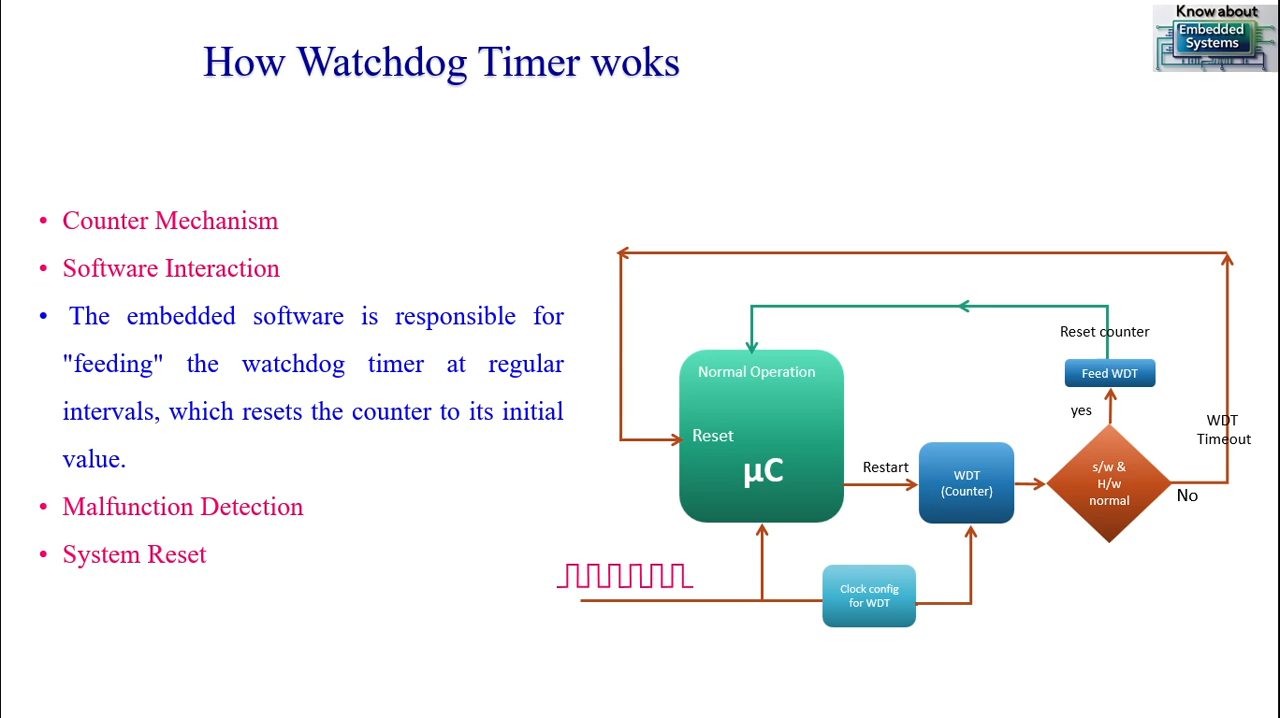 Know about
Embedded
Systems
How Watchdog Timer woks
• Counter Mechanism
• Software Interaction
• The embedded software is responsible for
"feeding" the watchdog timer at regular
intervals, which resets the counter to its initial
value.
• Malfunction Detection
• System Reset
Reset counter
Normal Operation
Feed WDT
yes
WDT
Timeout
Reset
µC
Restart
WDT
(Counter)
s/w &
H/w
normal
No
Clock config
for WDT